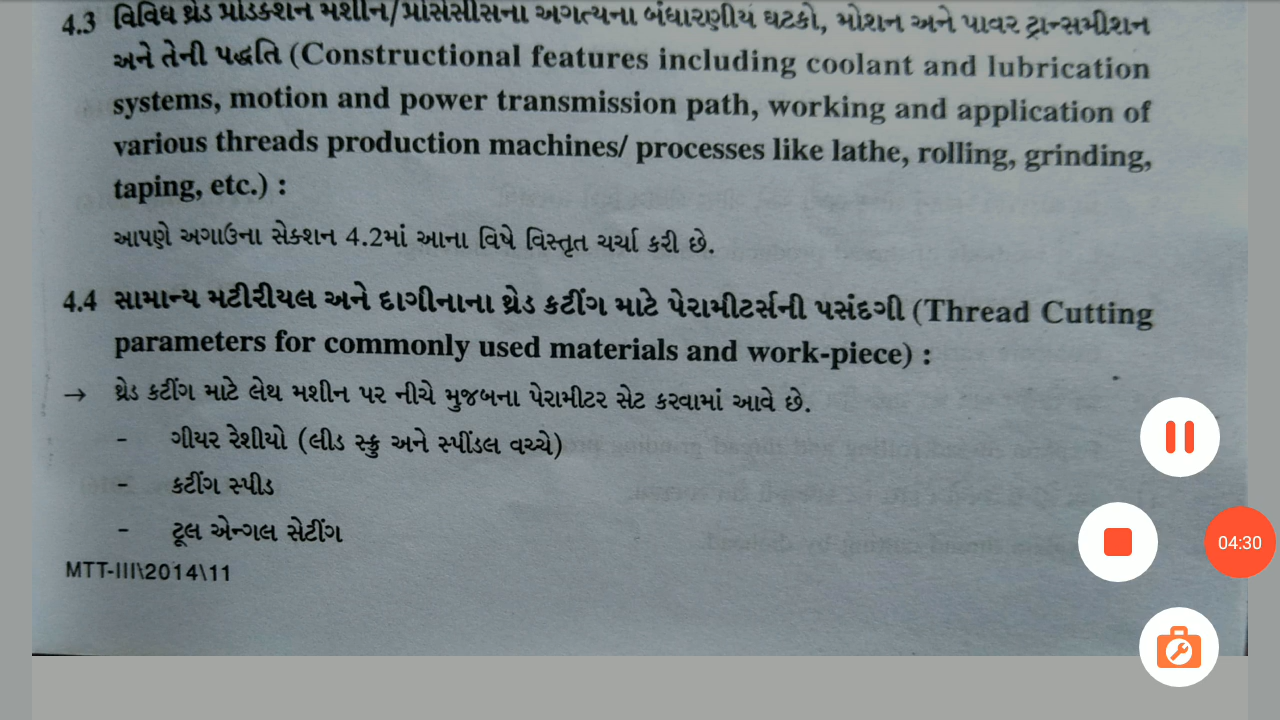 4.3 વિવિધ થ્રેડ પ્રોડક્શન મશીન/પ્રોસેસીસના અગત્યના બંધારણીય ઘટકો, મોશન અને પાવર ટ્રાન્સમીશન
અને તેની પદ્ધતિ (Constructional features including coolant and lubrication
systems, motion and power transmission path, working and application of
various threads production machines/ processes like lathe, rolling, grinding,
taping, etc.) :
આપણે અગાઉના સેક્શન 4.2માં આના વિષે વિસ્તૃત ચર્ચા કરી છે.
4.4 સામાન્ય મટીરીયલ અને દાગીનાના થ્રેડ કટીંગ માટે પેરામીટર્સની પસંદગી (Thread Cutting
parameters for commonly used materials and work-piece) :
→ થ્રેડ કટીંગ માટે લેથ મશીન પર નીચે મુજબના પેરામીટર સેટ કરવામાં આવે છે.
- ગીયર રેશીયો (લીડ સ્ક્રુ અને સ્પીંડલ વચ્ચે)
- કટીંગ સ્પીડ
- ટૂલ એન્ગલ સેટીંગ
MTT-III\2014\11
04:30